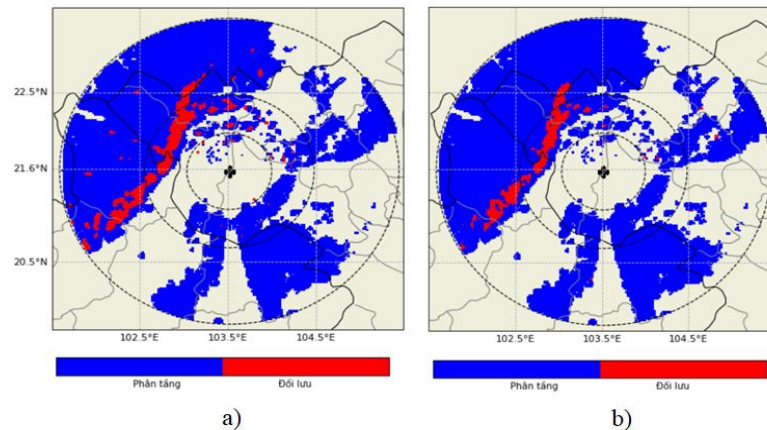 22.5°N
21.6°N
20.5°N
102.5°E 103.5°E 104.5°E
102.5°E 103.5°E 104.5°E
Phân tầng Đối lưu
Phân tầng Đối lưu
a) b)